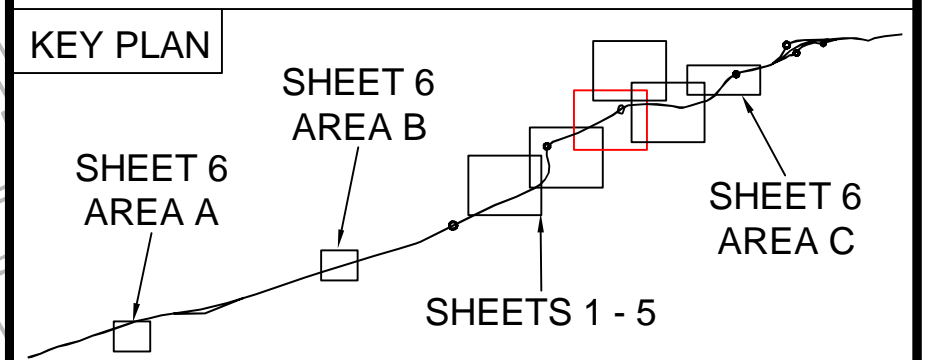 KEY PLAN
SHEET 6
AREA B
SHEET 6
AREA A
SHEET 6
AREA C
SHEETS 1 - 5